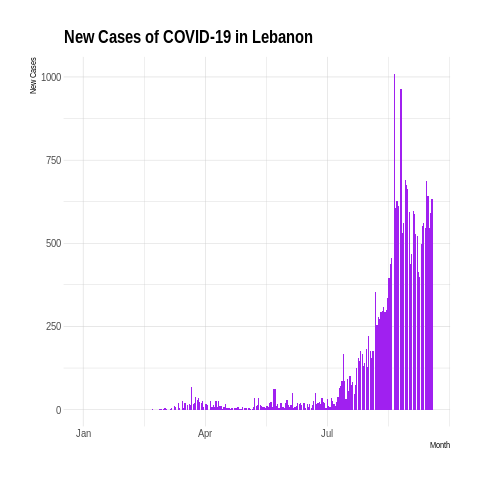 New Cases of COVID-19 in Lebanon
New Cases
1000
750
500
250
0
Jan
Apr
Jul
Month